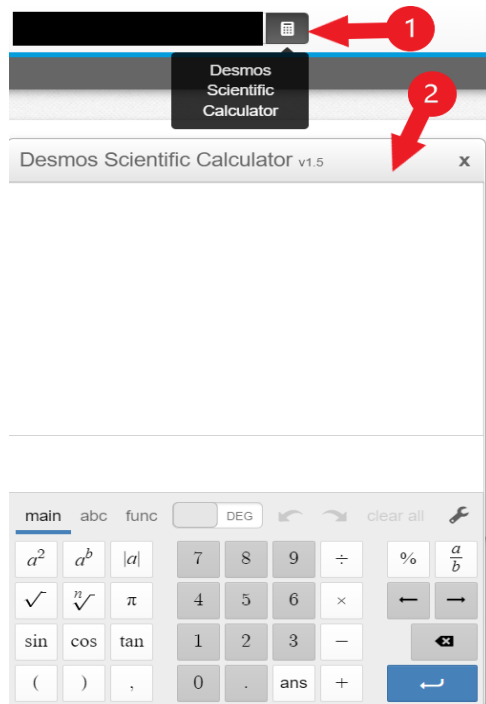 1
Desmos
Scientific
Calculator
2
Desmos Scientific Calculator v1.5 x
main abc func DEG clear all
a² aᵇ |a| 7 8 9 ÷ % a/b
√ ⁿ√ π 4 5 6 × ← →
sin cos tan 1 2 3 −
( ) , 0 . ans +